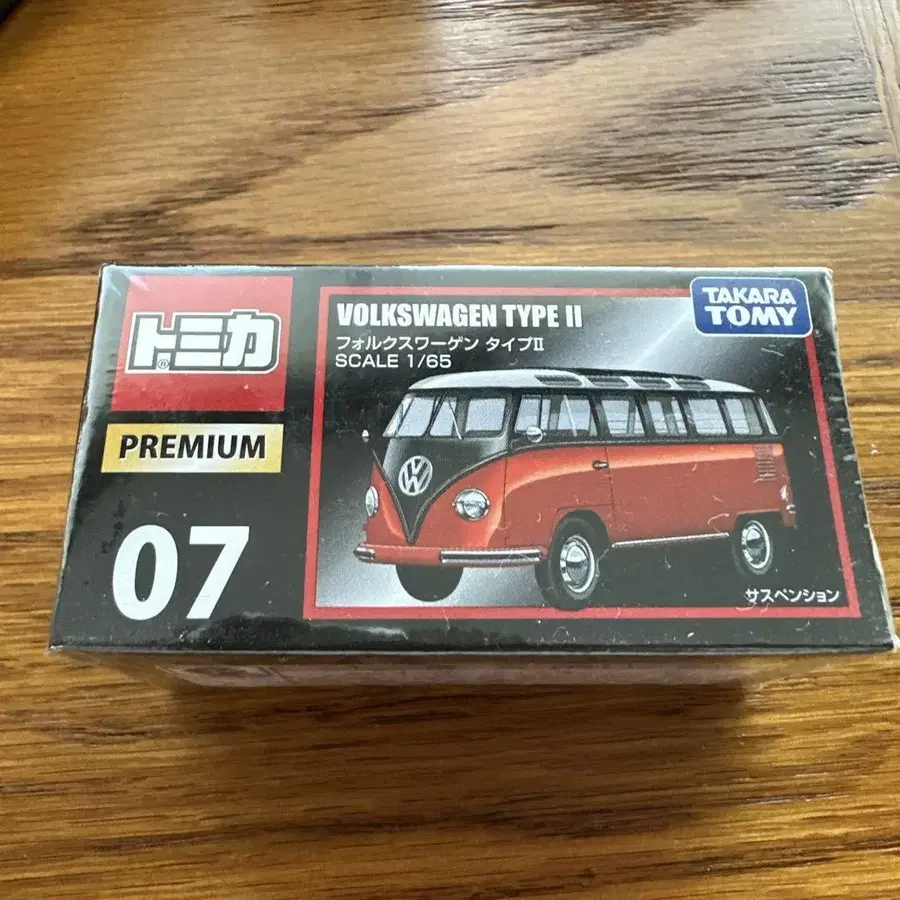 トミカ
PREMIUM
07
VOLKSWAGEN TYPE II
フォルクスワーゲン タイプII
SCALE 1/65
TAKARA
TOMY
サスペンション